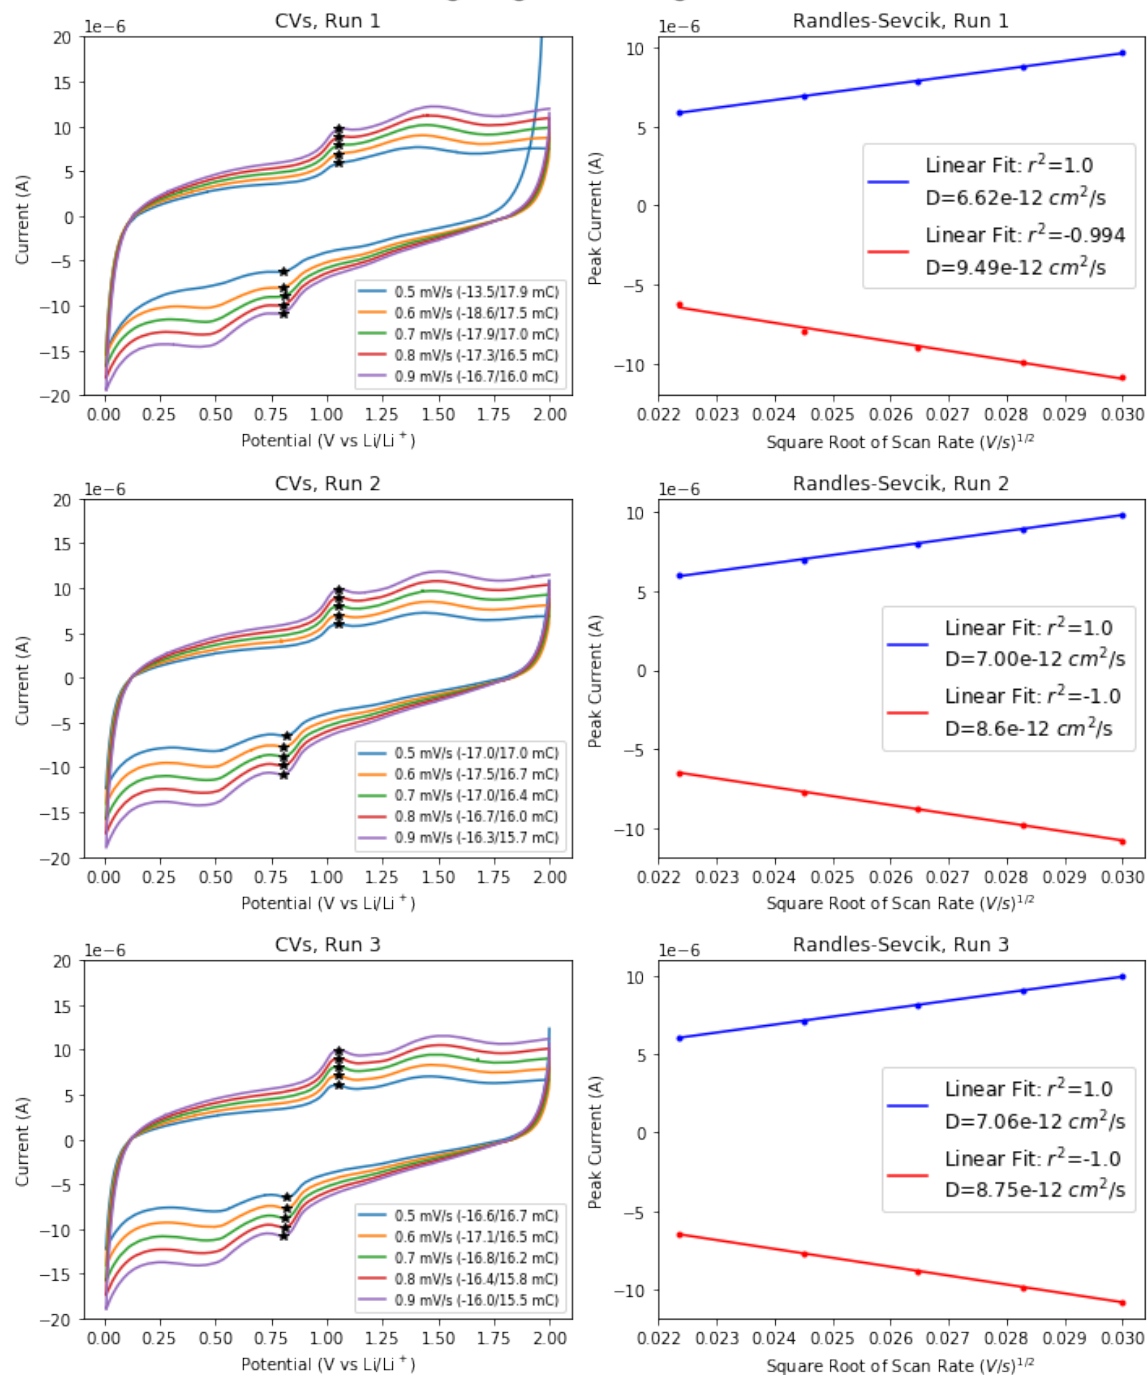 CVs, Run 1
1e−6
20
15
10
5
0
−5
−10
−15
−20
Current (A)
0.5 mV/s (-13.5/17.9 mC)
0.6 mV/s (-18.6/17.5 mC)
0.7 mV/s (-17.9/17.0 mC)
0.8 mV/s (-17.3/16.5 mC)
0.9 mV/s (-16.7/16.0 mC)
0.00 0.25 0.50 0.75 1.00 1.25 1.50 1.75 2.00
Potential (V vs Li/Li⁺)
Randles-Sevcik, Run 1
1e−6
10
5
0
−5
−10
Peak Current (A)
Linear Fit: r²=1.0
D=6.62e-12 cm²/s
Linear Fit: r²=-0.994
D=9.49e-12 cm²/s
0.022 0.023 0.024 0.025 0.026 0.027 0.028 0.029 0.030
Square Root of Scan Rate (V/s)^1/2
CVs, Run 2
1e−6
20
15
10
5
0
−5
−10
−15
−20
Current (A)
0.5 mV/s (-17.0/17.0 mC)
0.6 mV/s (-17.5/16.7 mC)
0.7 mV/s (-17.0/16.4 mC)
0.8 mV/s (-16.7/16.0 mC)
0.9 mV/s (-16.3/15.7 mC)
0.00 0.25 0.50 0.75 1.00 1.25 1.50 1.75 2.00
Potential (V vs Li/Li⁺)
Randles-Sevcik, Run 2
1e−6
10
5
0
−5
−10
Peak Current (A)
Linear Fit: r²=1.0
D=7.00e-12 cm²/s
Linear Fit: r²=-1.0
D=8.6e-12 cm²/s
0.022 0.023 0.024 0.025 0.026 0.027 0.028 0.029 0.030
Square Root of Scan Rate (V/s)^1/2
CVs, Run 3
1e−6
20
15
10
5
0
−5
−10
−15
−20
Current (A)
0.5 mV/s (-16.6/16.7 mC)
0.6 mV/s (-17.1/16.5 mC)
0.7 mV/s (-16.8/16.2 mC)
0.8 mV/s (-16.4/15.8 mC)
0.9 mV/s (-16.0/15.5 mC)
0.00 0.25 0.50 0.75 1.00 1.25 1.50 1.75 2.00
Potential (V vs Li/Li⁺)
Randles-Sevcik, Run 3
1e−6
10
5
0
−5
−10
Peak Current (A)
Linear Fit: r²=1.0
D=7.06e-12 cm²/s
Linear Fit: r²=-1.0
D=8.75e-12 cm²/s
0.022 0.023 0.024 0.025 0.026 0.027 0.028 0.029 0.030
Square Root of Scan Rate (V/s)^1/2